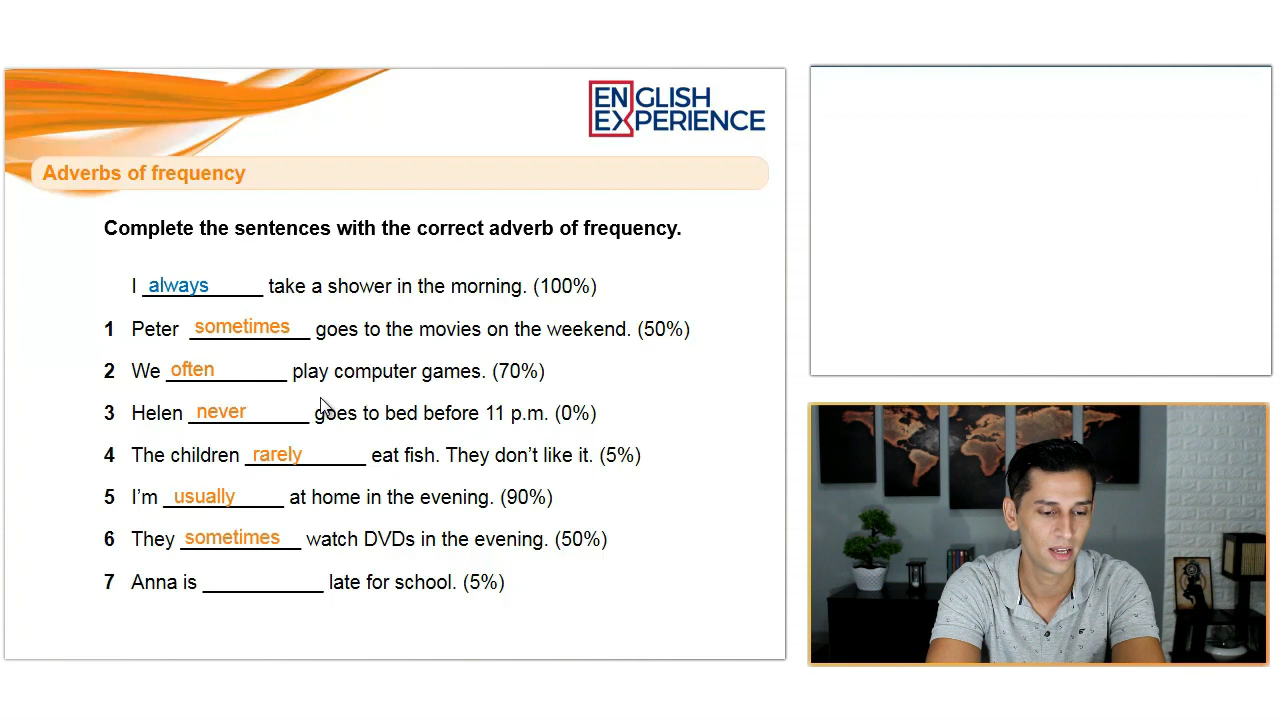 ENGLISH
EXPERIENCE
Adverbs of frequency
Complete the sentences with the correct adverb of frequency.
I always take a shower in the morning. (100%)
1 Peter sometimes goes to the movies on the weekend. (50%)
2 We often play computer games. (70%)
3 Helen never goes to bed before 11 p.m. (0%)
4 The children rarely eat fish. They don't like it. (5%)
5 I'm usually at home in the evening. (90%)
6 They sometimes watch DVDs in the evening. (50%)
7 Anna is __________ late for school. (5%)